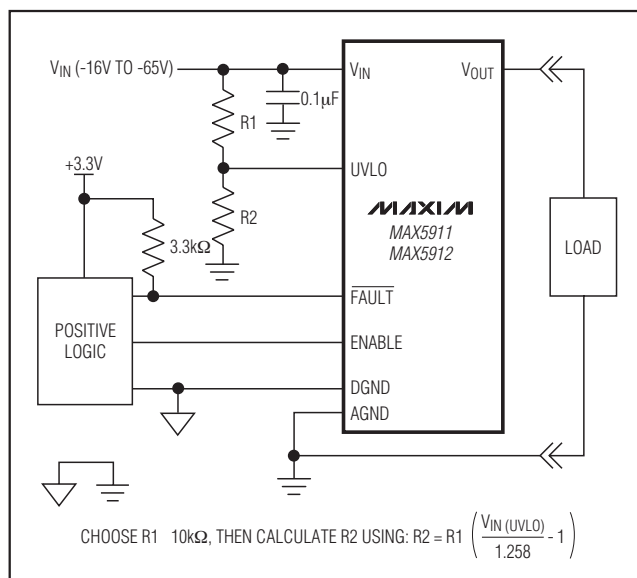 V_IN (-16V TO -65V)
V_IN
V_OUT
0.1µF
R1
+3.3V
UVLO
R2
MAXIM
MAX5911
MAX5912
3.3kΩ
LOAD
FAULT
POSITIVE
LOGIC
ENABLE
DGND
AGND
CHOOSE R1 10kΩ, THEN CALCULATE R2 USING: R2 = R1 (V_IN (UVLO) / 1.258 - 1)